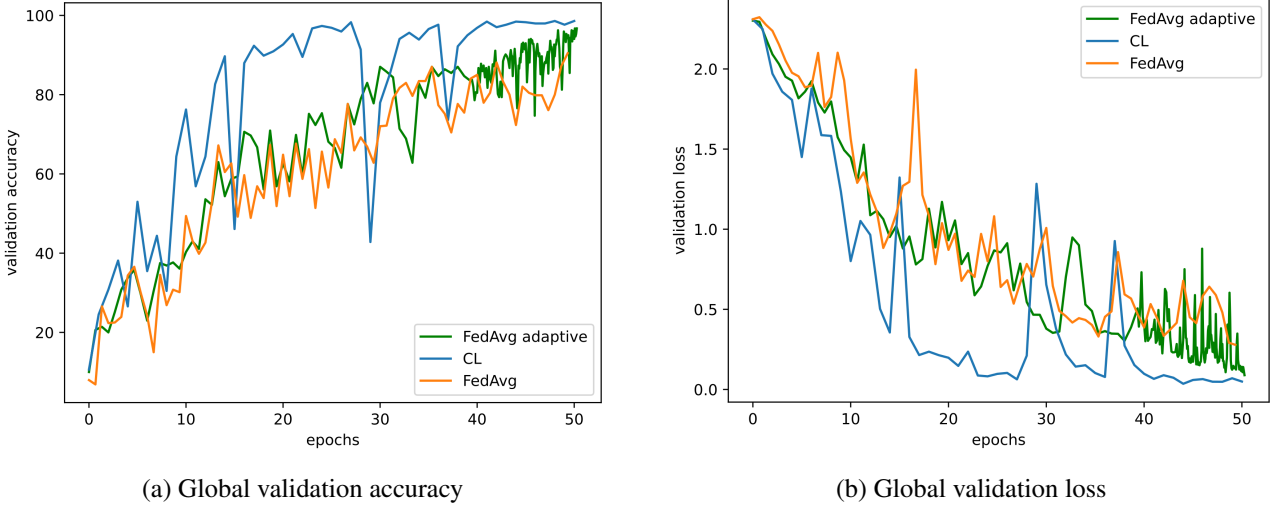 100
80
60
40
20
validation accuracy
FedAvg adaptive
CL
FedAvg
0 10 20 30 40 50
epochs
(a) Global validation accuracy
FedAvg adaptive
CL
FedAvg
2.0
1.5
1.0
0.5
0.0
validation loss
0 10 20 30 40 50
epochs
(b) Global validation loss